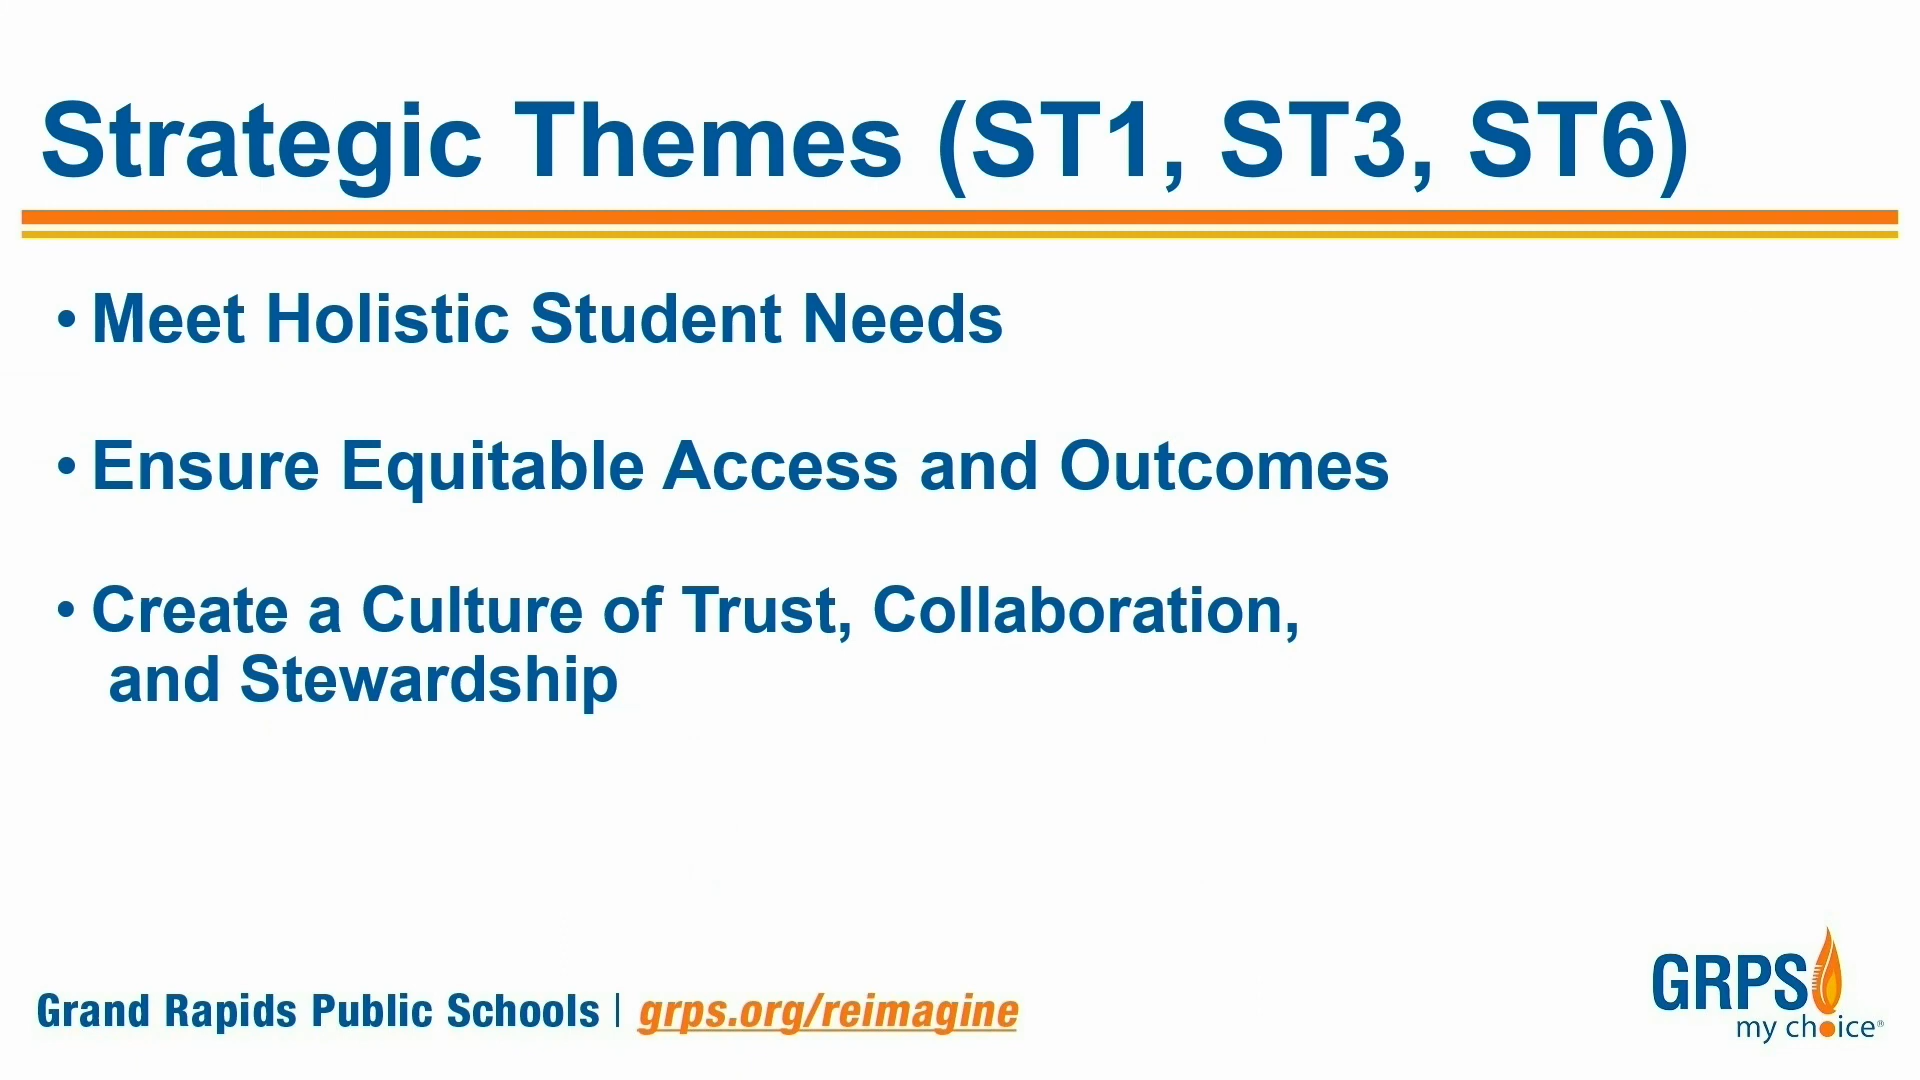 Strategic Themes (ST1, ST3, ST6)
• Meet Holistic Student Needs
• Ensure Equitable Access and Outcomes
• Create a Culture of Trust, Collaboration,
and Stewardship
Grand Rapids Public Schools | grps.org/reimagine
GRPS
my choice®